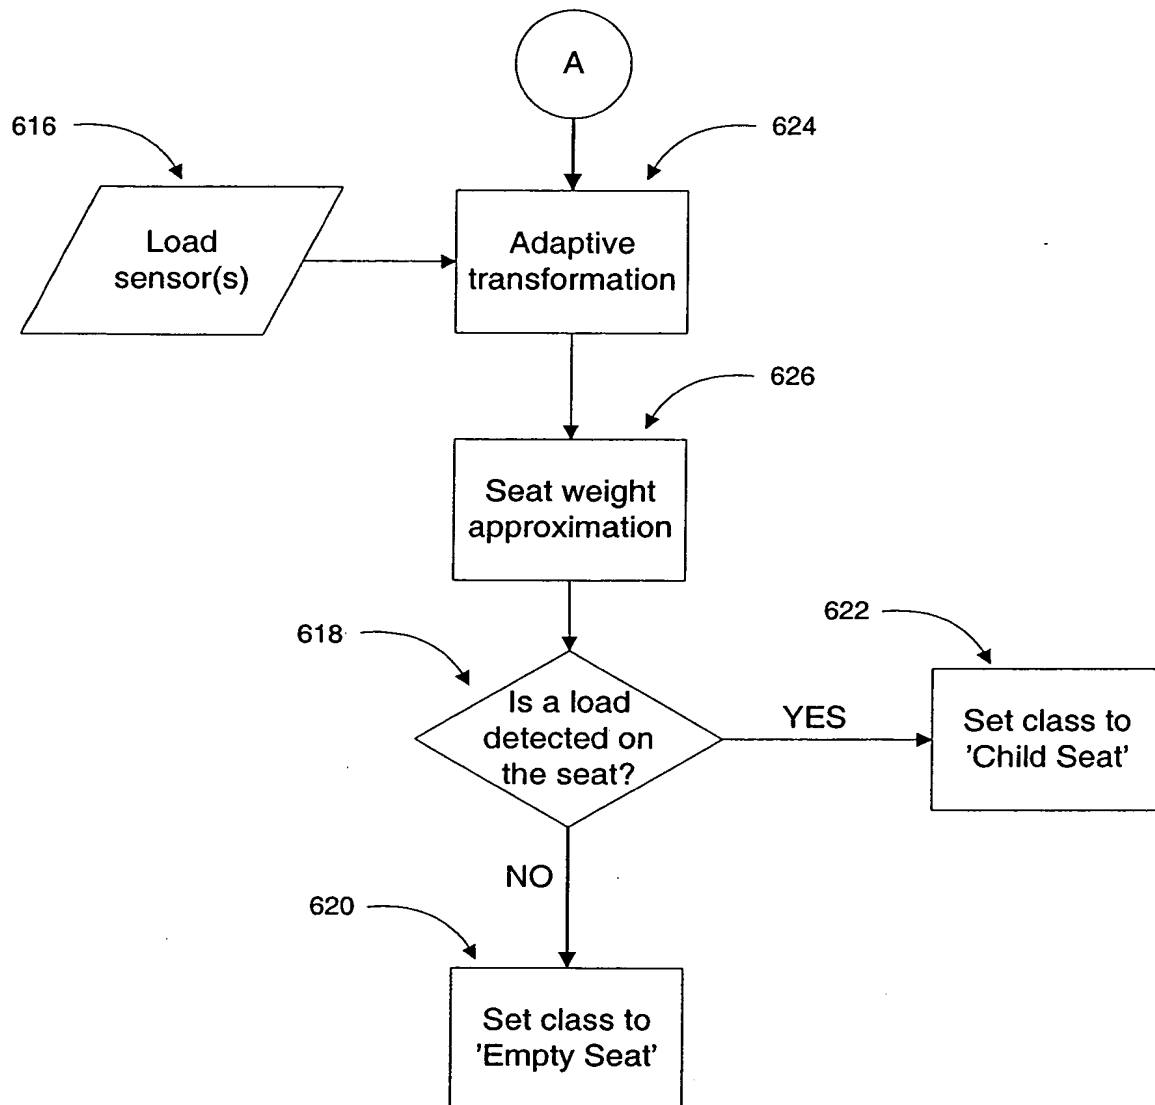 A
616
624
Load
sensor(s)
Adaptive
transformation
626
Seat weight
approximation
618
622
Is a load
detected on
the seat?
YES
Set class to
'Child Seat'
NO
620
Set class to
'Empty Seat'